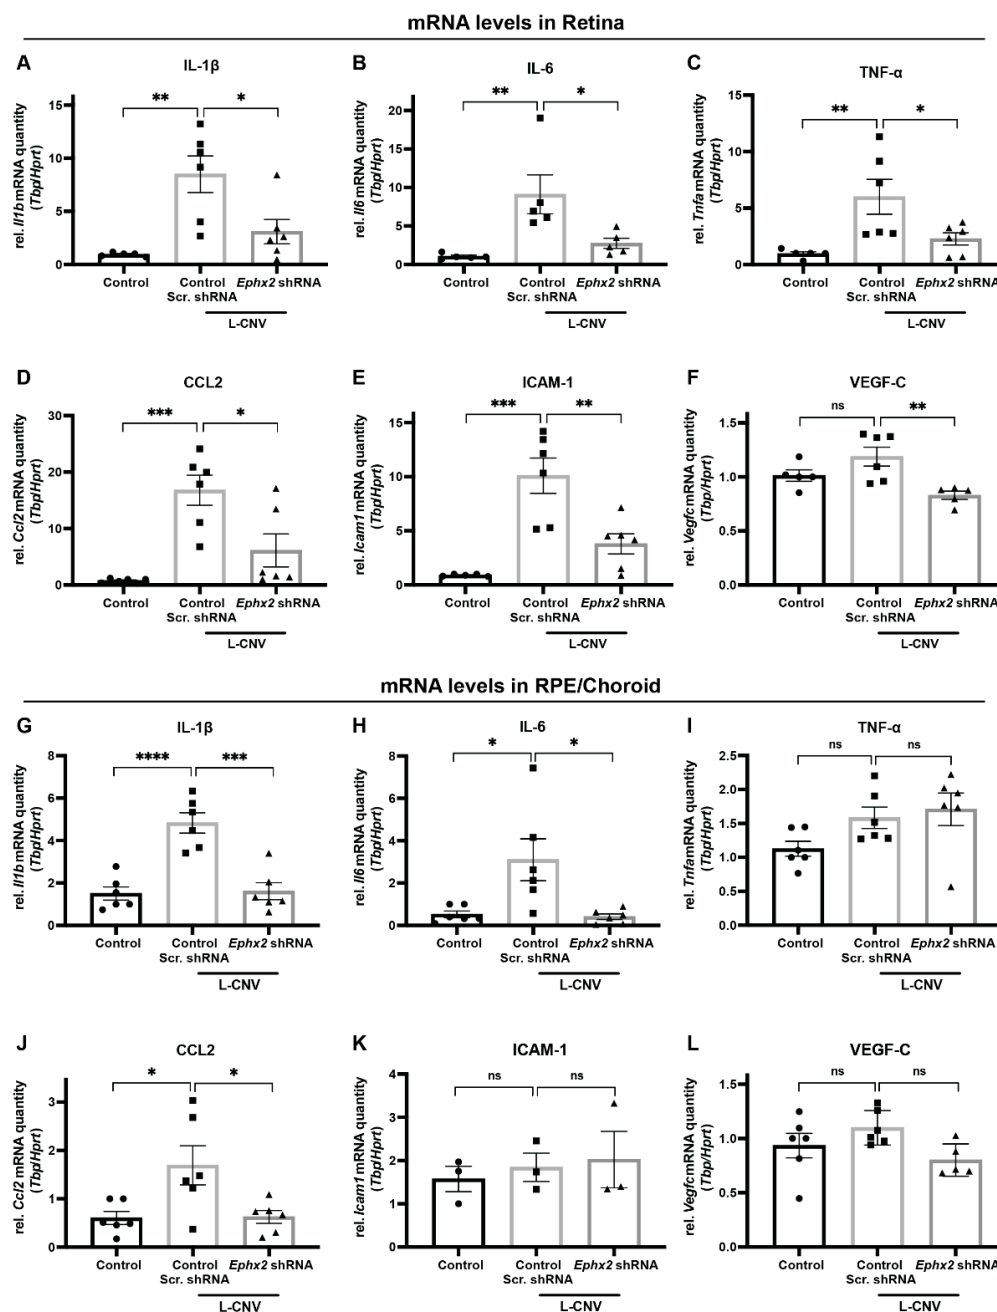 mRNA levels in Retina
A
IL-1β
** *
rel. Il1b mRNA quantity
(Tbp/Hprt)
15
10
5
0
Control Control Ephx2 shRNA
Scr. shRNA
L-CNV
B
IL-6
** *
rel. Il6 mRNA quantity
(Tbp/Hprt)
20
15
10
5
0
Control Control Ephx2 shRNA
Scr. shRNA
L-CNV
C
TNF-α
** *
rel. Tnfa mRNA quantity
(Tbp/Hprt)
15
10
5
0
Control Control Ephx2 shRNA
Scr. shRNA
L-CNV
D
CCL2
*** *
rel. Ccl2 mRNA quantity
(Tbp/Hprt)
30
20
10
0
Control Control Ephx2 shRNA
Scr. shRNA
L-CNV
E
ICAM-1
*** **
rel. Icam1 mRNA quantity
(Tbp/Hprt)
15
10
5
0
Control Control Ephx2 shRNA
Scr. shRNA
L-CNV
F
VEGF-C
ns **
rel. Vegfc mRNA quantity
(Tbp/Hprt)
1.5
1.0
0.5
0.0
Control Control Ephx2 shRNA
Scr. shRNA
L-CNV
mRNA levels in RPE/Choroid
G
IL-1β
**** ***
rel. Il1b mRNA quantity
(Tbp/Hprt)
8
6
4
2
0
Control Control Ephx2 shRNA
Scr. shRNA
L-CNV
H
IL-6
* *
rel. Il6 mRNA quantity
(Tbp/Hprt)
8
6
4
2
0
Control Control Ephx2 shRNA
Scr. shRNA
L-CNV
I
TNF-α
ns ns
rel. Tnfa mRNA quantity
(Tbp/Hprt)
2.5
2.0
1.5
1.0
0.5
0.0
Control Control Ephx2 shRNA
Scr. shRNA
L-CNV
J
CCL2
* *
rel. Ccl2 mRNA quantity
(Tbp/Hprt)
3
2
1
0
Control Control Ephx2 shRNA
Scr. shRNA
L-CNV
K
ICAM-1
ns ns
rel. Icam1 mRNA quantity
(Tbp/Hprt)
4
3
2
1
0
Control Control Ephx2 shRNA
Scr. shRNA
L-CNV
L
VEGF-C
ns ns
rel. Vegfc mRNA quantity
(Tbp/Hprt)
1.5
1.0
0.5
0.0
Control Control Ephx2 shRNA
Scr. shRNA
L-CNV